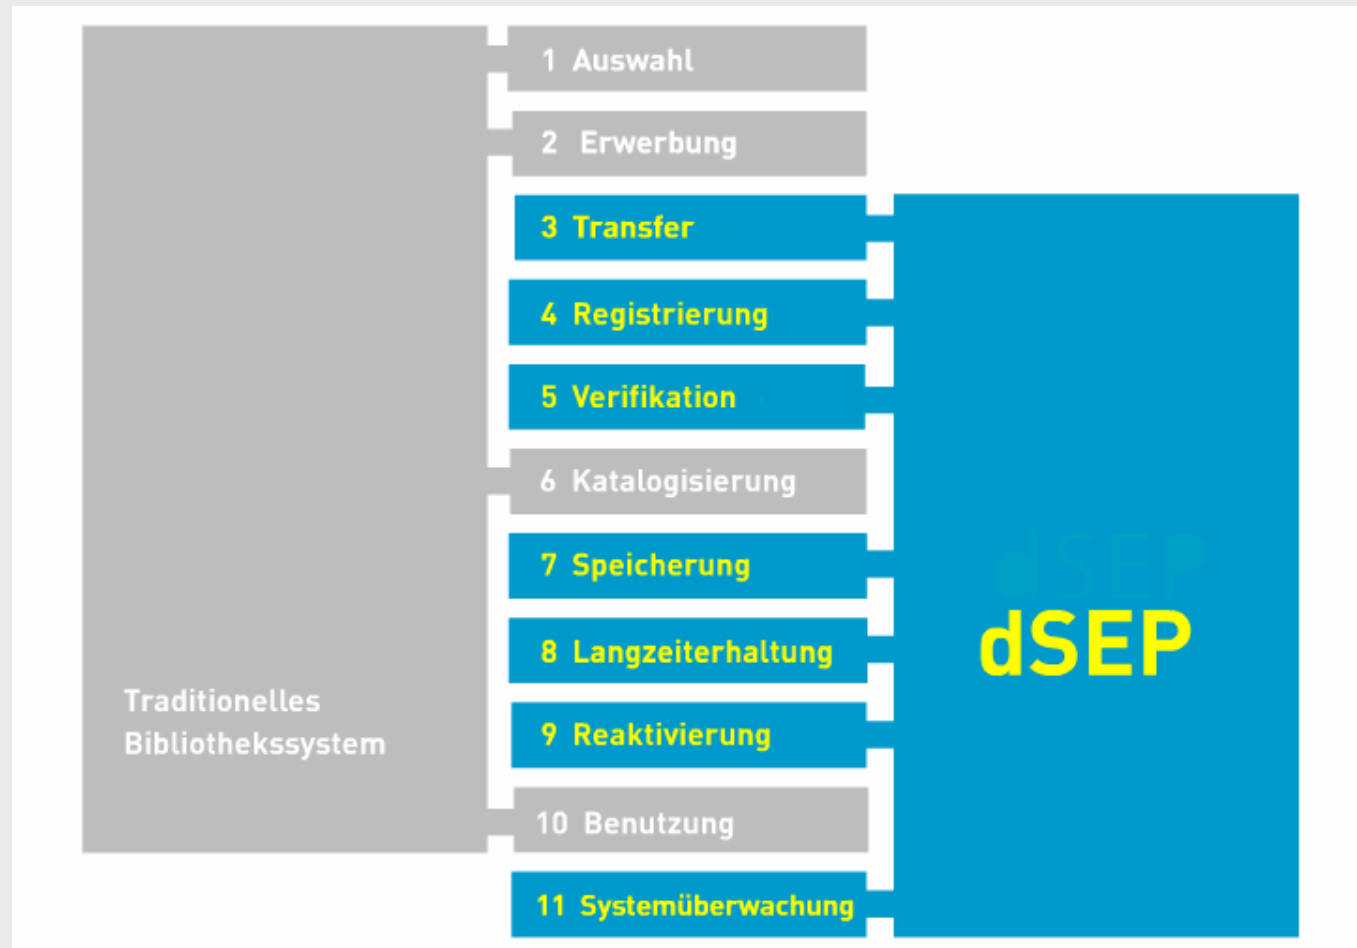 1 Auswahl
2 Erwerbung
3 Transfer
4 Registrierung
5 Verifikation
6 Katalogisierung
7 Speicherung
8 Langzeiterhaltung
9 Reaktivierung
10 Benutzung
11 Systemüberwachung
Traditionelles
Bibliothekssystem
dSEP
dSEP